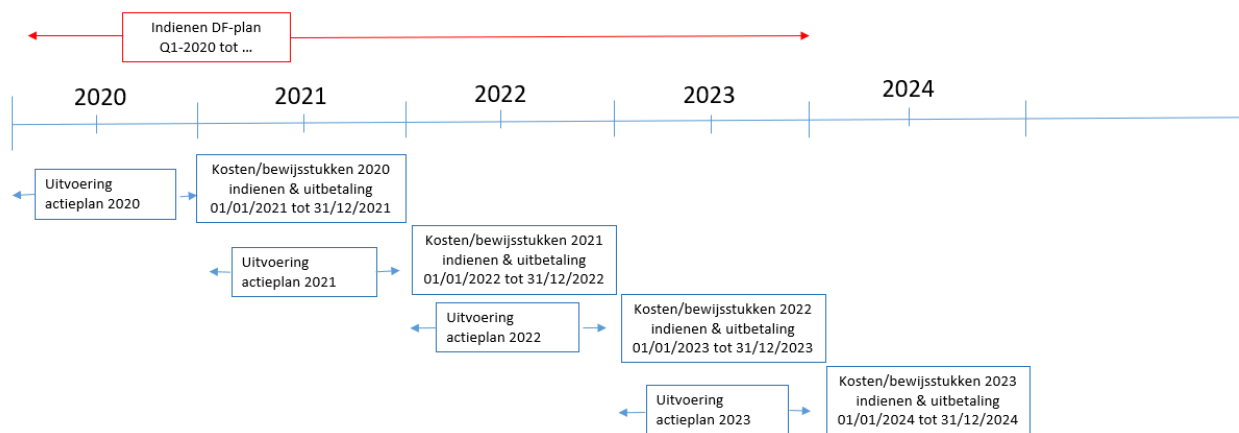 Indienen DF-plan
Q1-2020 tot ...
2020
2021
2022
2023
2024
Uitvoering
actieplan 2020
Kosten/bewijsstukken 2020
indienen & uitbetaling
01/01/2021 tot 31/12/2021
Uitvoering
actieplan 2021
Kosten/bewijsstukken 2021
indienen & uitbetaling
01/01/2022 tot 31/12/2022
Uitvoering
actieplan 2022
Kosten/bewijsstukken 2022
indienen & uitbetaling
01/01/2023 tot 31/12/2023
Uitvoering
actieplan 2023
Kosten/bewijsstukken 2023
indienen & uitbetaling
01/01/2024 tot 31/12/2024